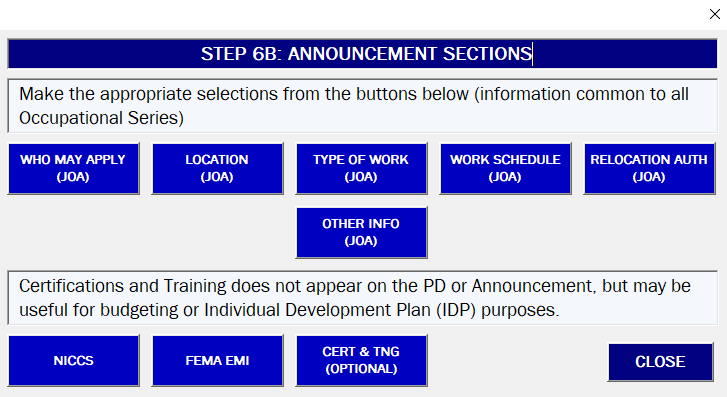 STEP 6B: ANNOUNCEMENT SECTIONS
Make the appropriate selections from the buttons below (information common to all
Occupational Series)
WHO MAY APPLY
(JOA)
LOCATION
(JOA)
TYPE OF WORK
(JOA)
WORK SCHEDULE
(JOA)
RELOCATION AUTH
(JOA)
OTHER INFO
(JOA)
Certifications and Training does not appear on the PD or Announcement, but may be
useful for budgeting or Individual Development Plan (IDP) purposes.
NICCS
FEMA EMI
CERT & TNG
(OPTIONAL)
CLOSE